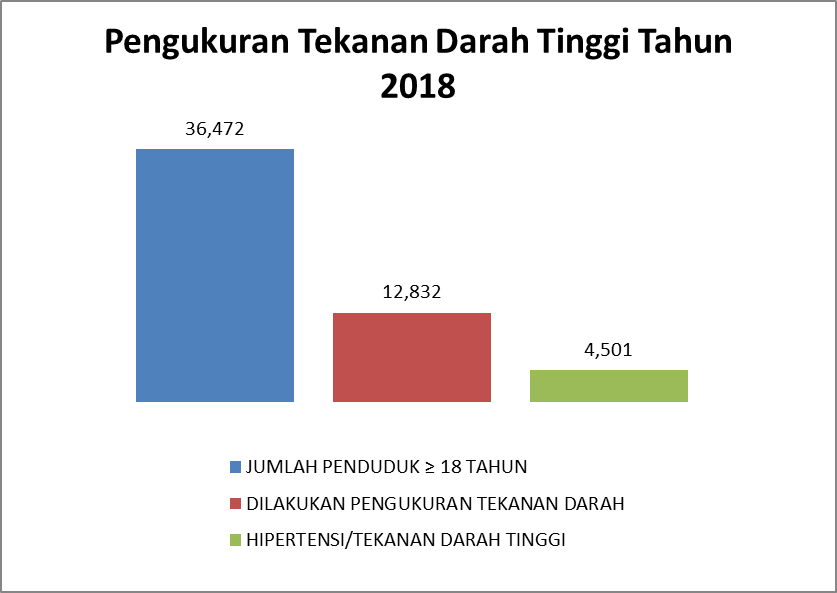 Pengukuran Tekanan Darah Tinggi Tahun
2018
36,472
12,832
4,501
JUMLAH PENDUDUK ≥ 18 TAHUN
DILAKUKAN PENGUKURAN TEKANAN DARAH
HIPERTENSI/TEKANAN DARAH TINGGI